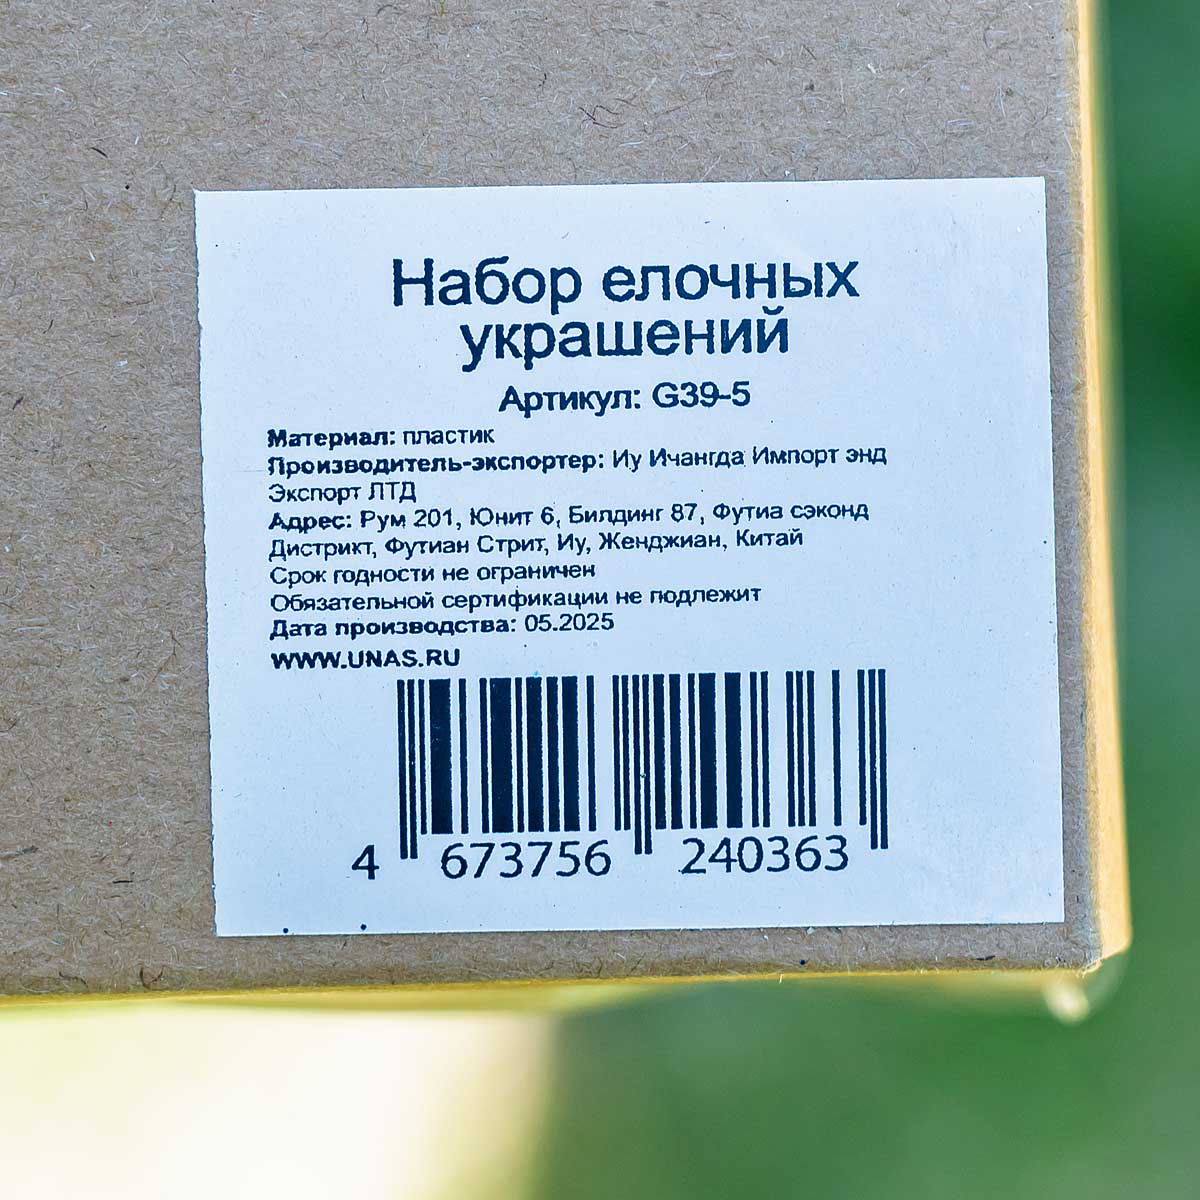 Набор елочных
украшений
Артикул: G39-5
Материал: пластик
Производитель-экспортер: Иу Ичангда Импорт энд
Экспорт ЛТД
Адрес: Рум 201, Юнит 6, Билдинг 87, Футиа сэконд
Дистрикт, Футиан Стрит, Иу, Женджиан, Китай
Срок годности не ограничен
Обязательной сертификации не подлежит
Дата производства: 05.2025
WWW.UNAS.RU
4 673756 240363